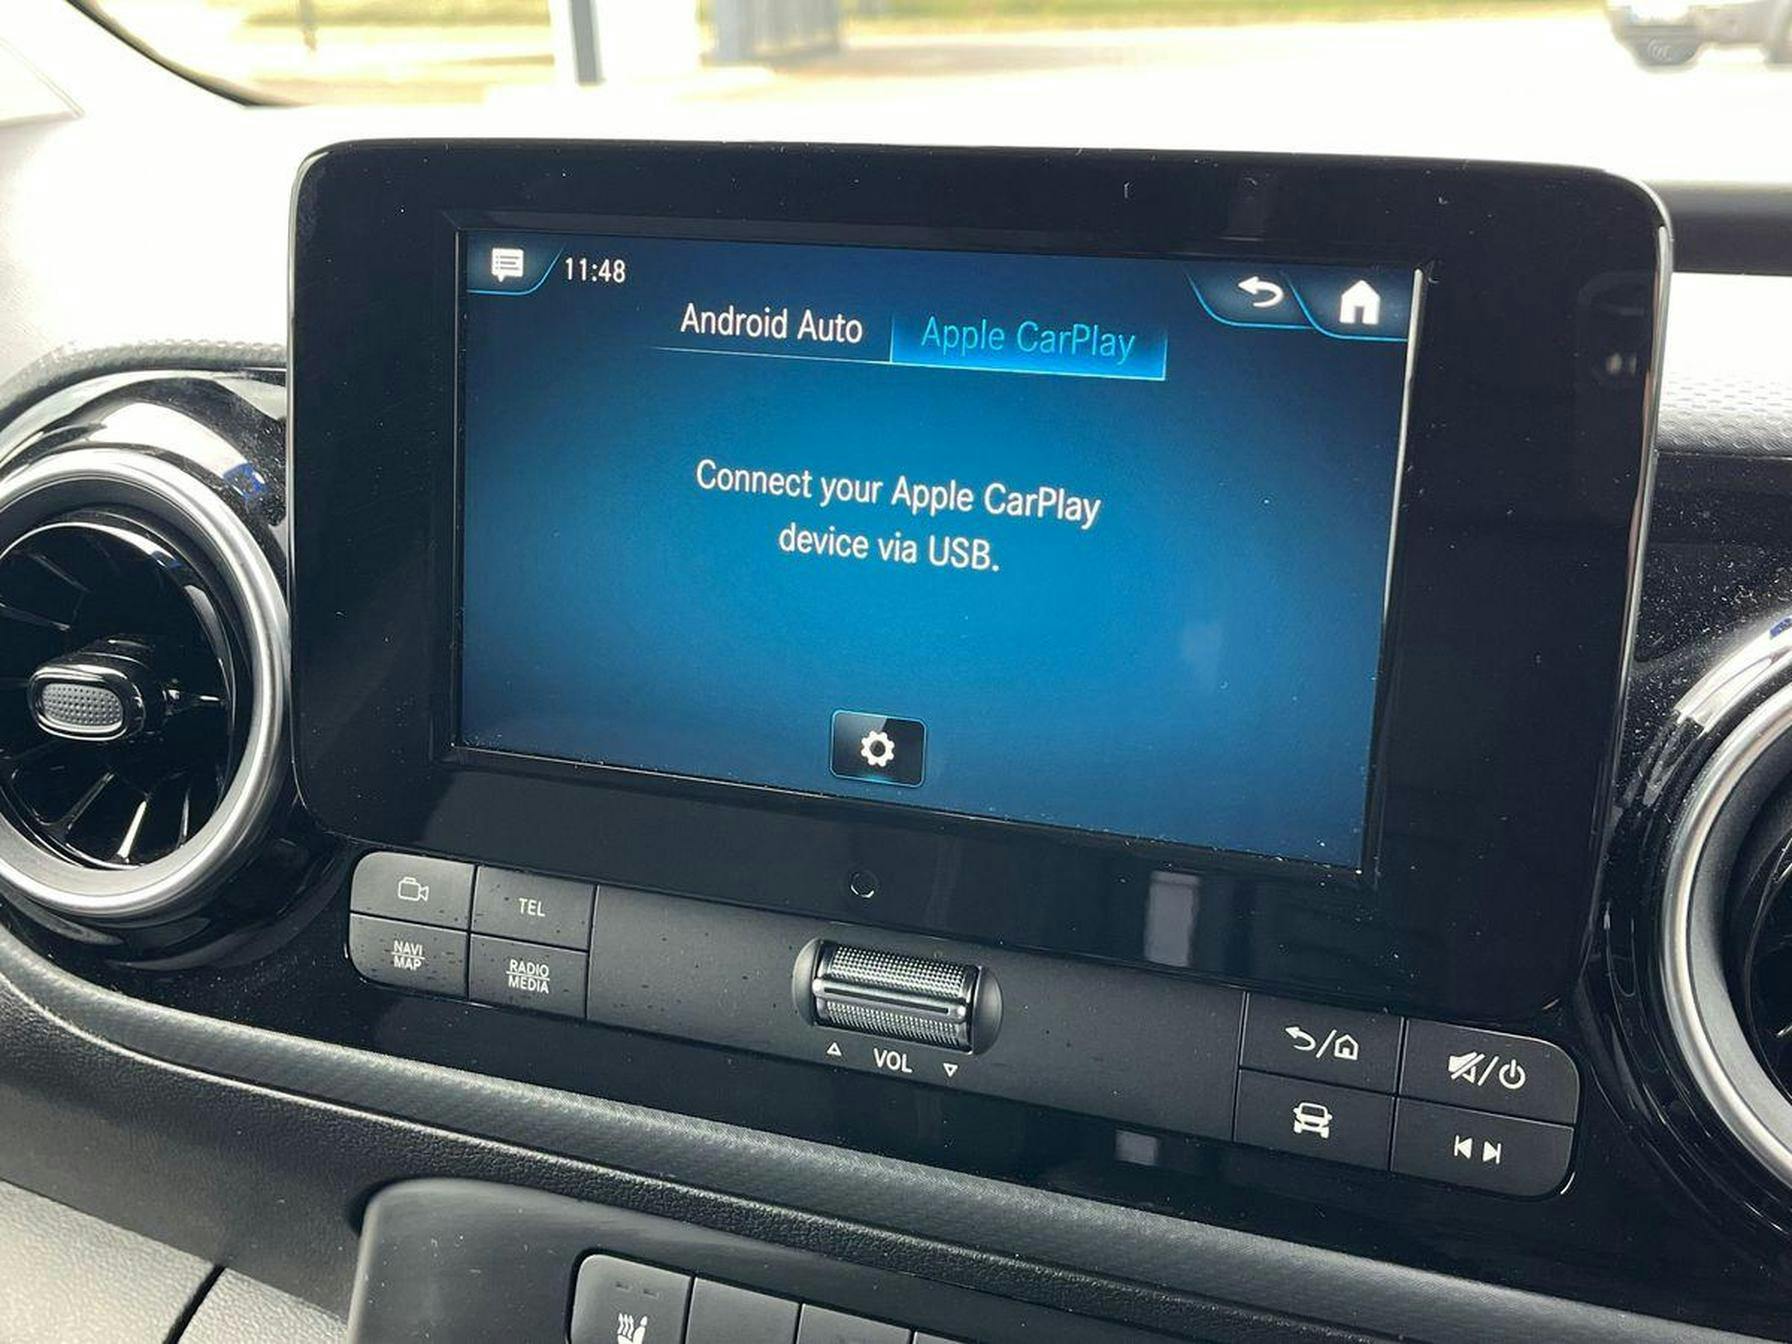 11:48
Android Auto
Apple CarPlay
Connect your Apple CarPlay
device via USB.
TEL
NAVI
MAP
RADIO
MEDIA
VOL